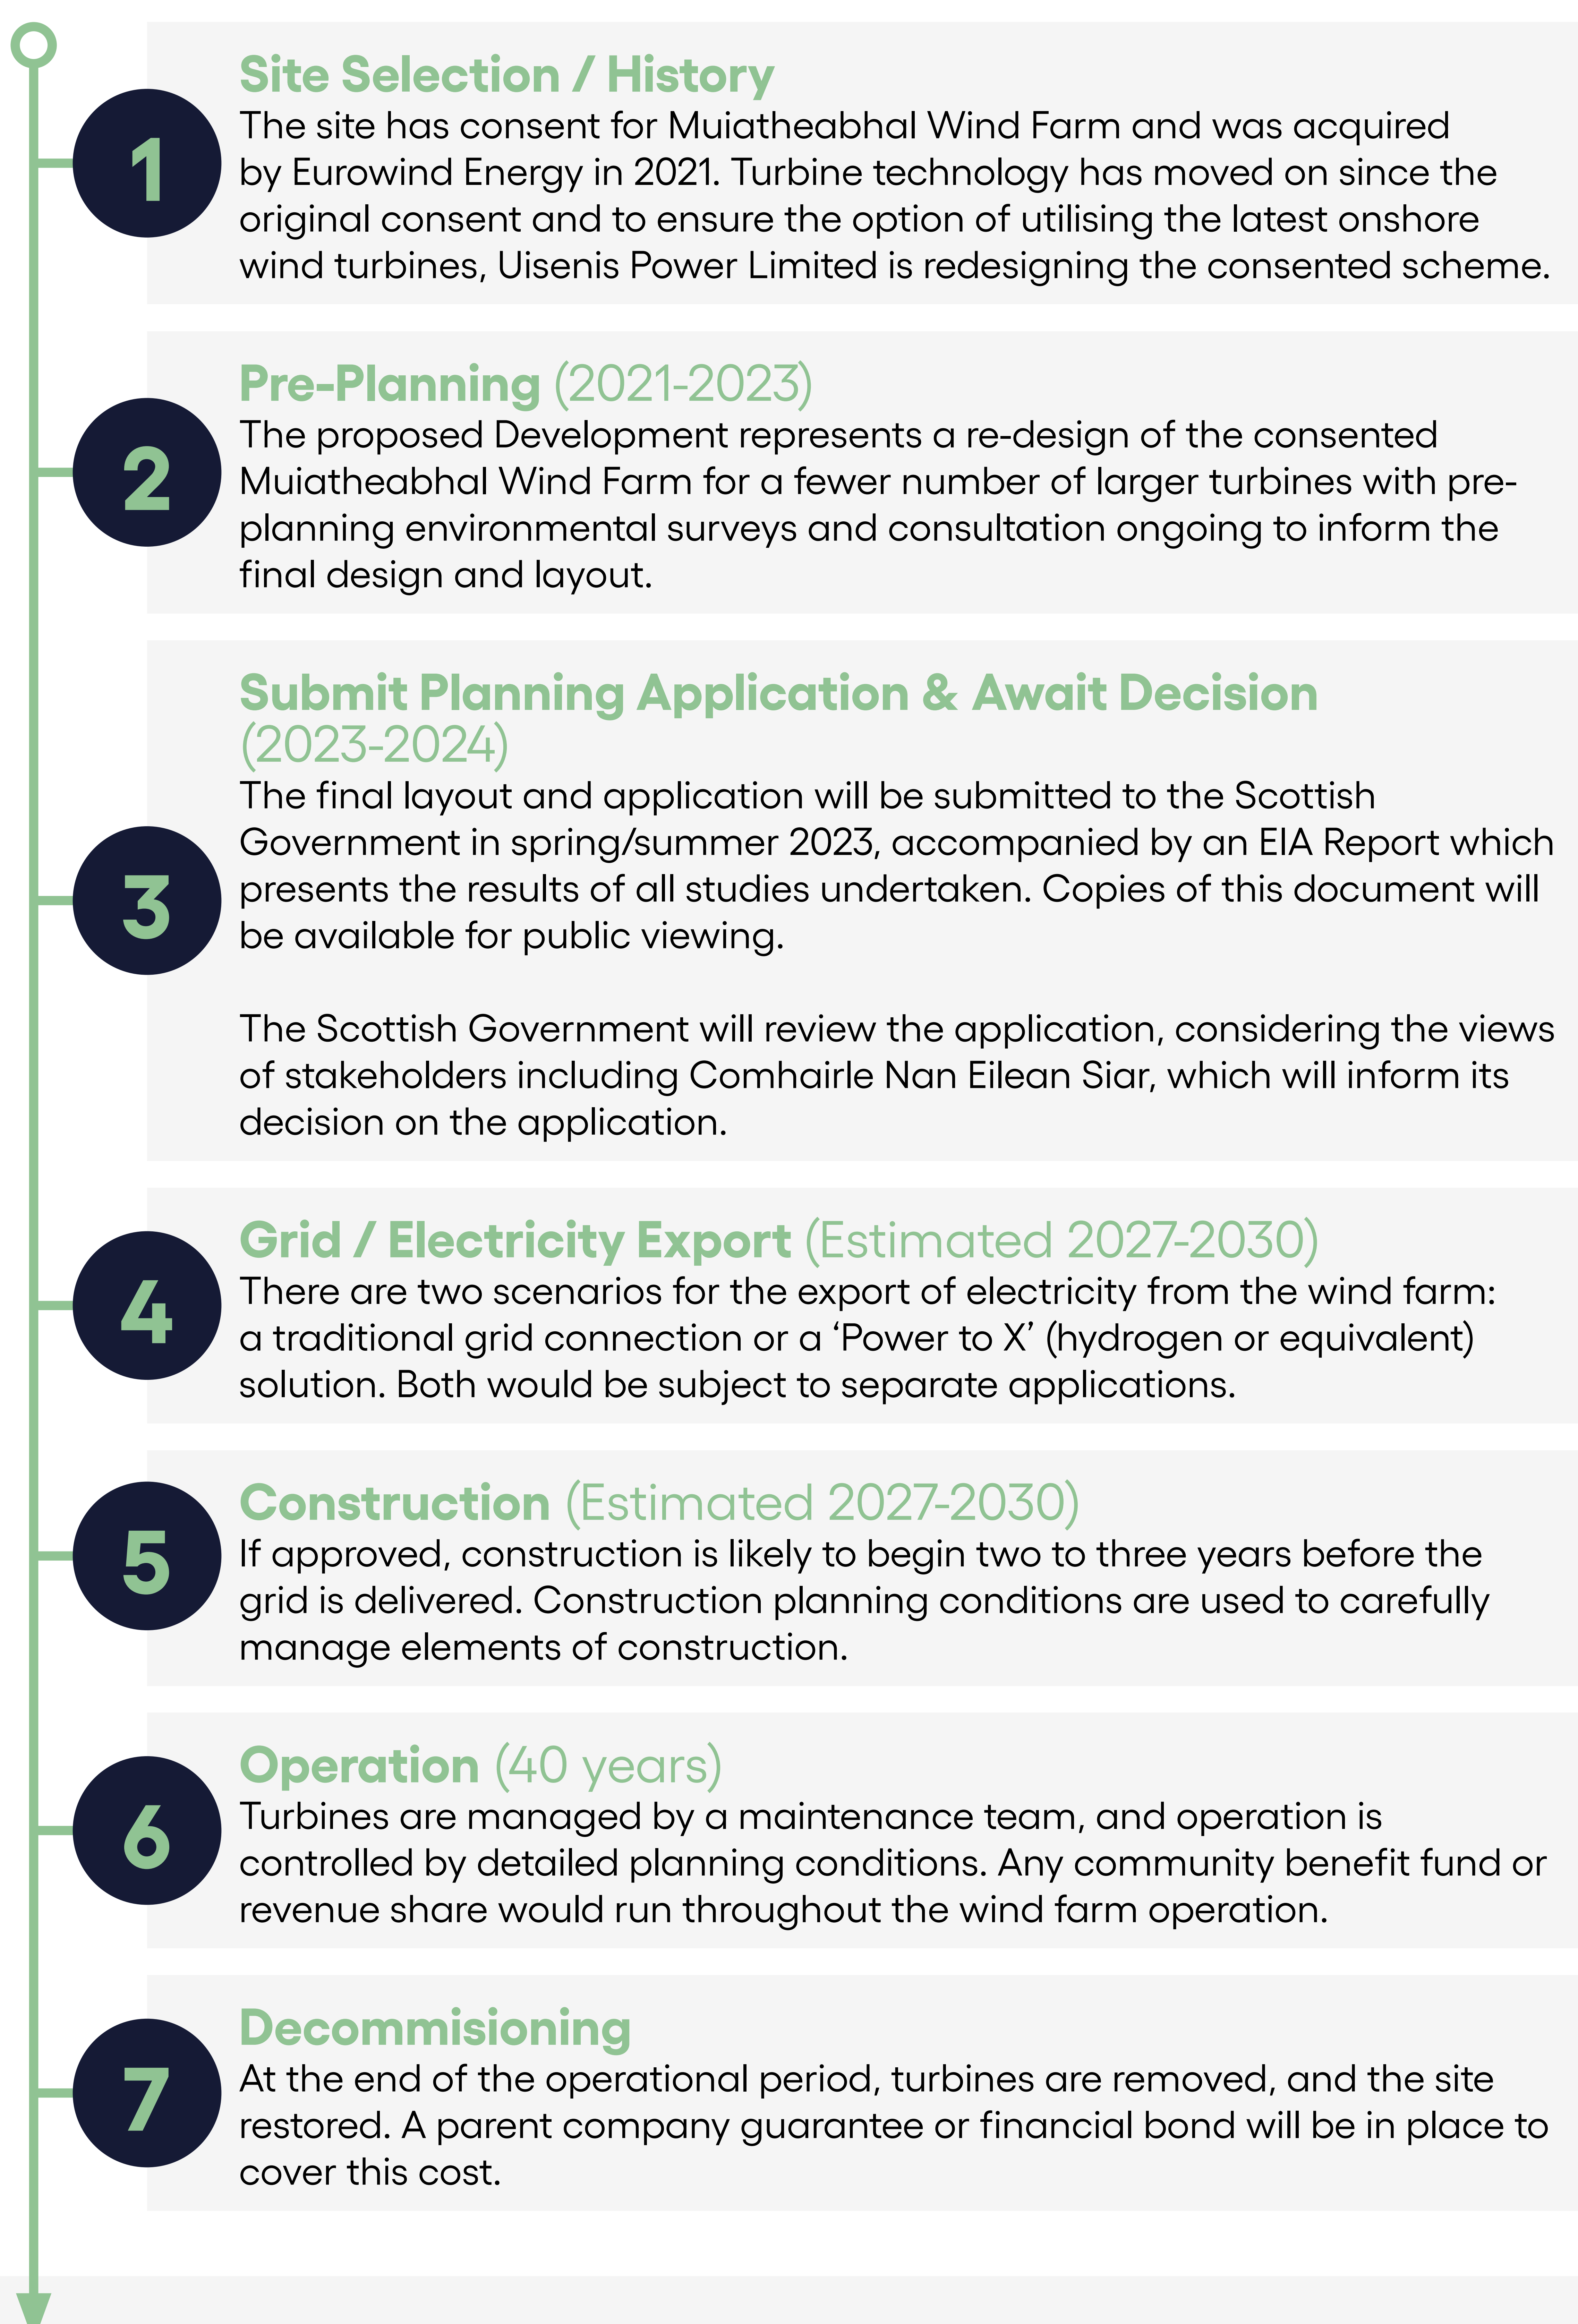 Site Selection / History
1
The site has consent for Muiatheabhal Wind Farm and was acquired
by Eurowind Energy in 2021. Turbine technology has moved on since the
original consent and to ensure the option of utilising the latest onshore
wind turbines, Uisenis Power Limited is redesigning the consented scheme.
Pre-Planning (2021-2023)
2
The proposed Development represents a re-design of the consented
Muiatheabhal Wind Farm for a fewer number of larger turbines with pre-
planning environmental surveys and consultation ongoing to inform the
final design and layout.
Submit Planning Application & Await Decision
(2023-2024)
3
The final layout and application will be submitted to the Scottish
Government in spring/summer 2023, accompanied by an EIA Report which
presents the results of all studies undertaken. Copies of this document will
be available for public viewing.
The Scottish Government will review the application, considering the views
of stakeholders including Comhairle Nan Eilean Siar, which will inform its
decision on the application.
Grid / Electricity Export (Estimated 2027-2030)
4
There are two scenarios for the export of electricity from the wind farm:
a traditional grid connection or a ‘Power to X’ (hydrogen or equivalent)
solution. Both would be subject to separate applications.
Construction (Estimated 2027-2030)
5
If approved, construction is likely to begin two to three years before the
grid is delivered. Construction planning conditions are used to carefully
manage elements of construction.
Operation (40 years)
6
Turbines are managed by a maintenance team, and operation is
controlled by detailed planning conditions. Any community benefit fund or
revenue share would run throughout the wind farm operation.
Decommisioning
7
At the end of the operational period, turbines are removed, and the site
restored. A parent company guarantee or financial bond will be in place to
cover this cost.